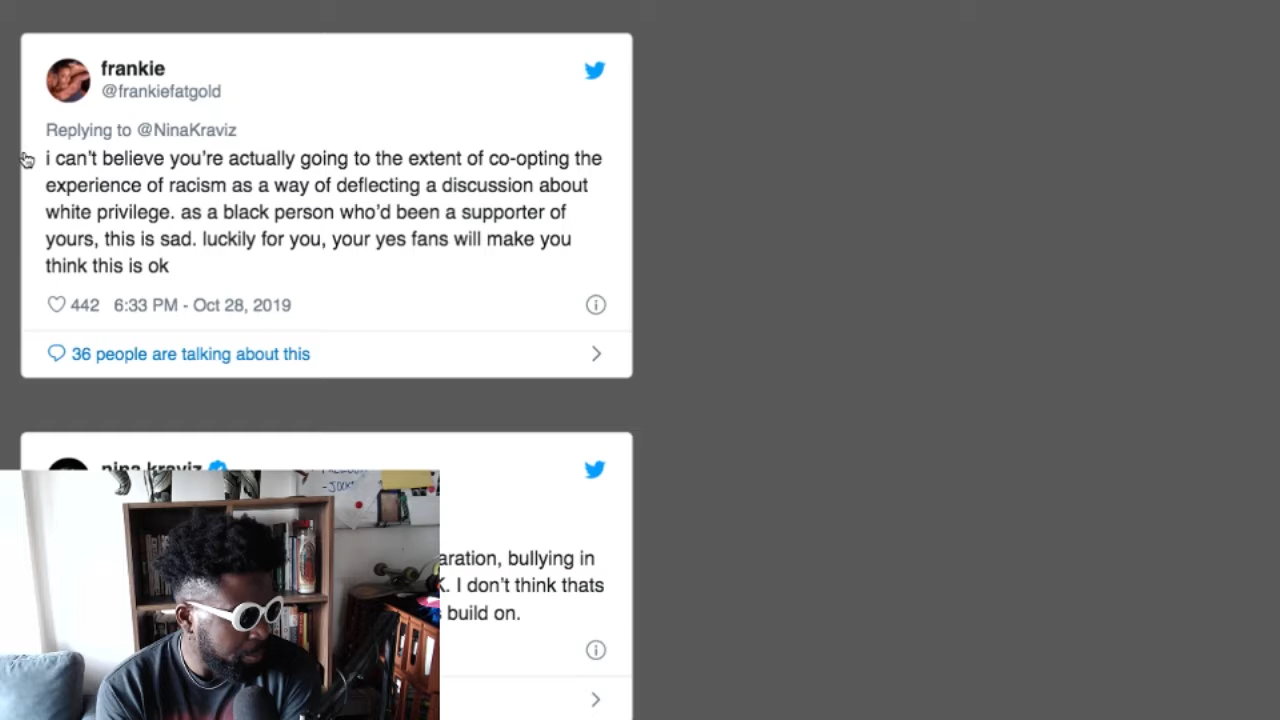 frankie
@frankiefatgold
Replying to @NinaKraviz
i can't believe you're actually going to the extent of co-opting the
experience of racism as a way of deflecting a discussion about
white privilege. as a black person who'd been a supporter of
yours, this is sad. luckily for you, your yes fans will make you
think this is ok
442 6:33 PM - Oct 28, 2019
36 people are talking about this
nina kraviz
-JOCK
bullying in
I don't think thats
build on.